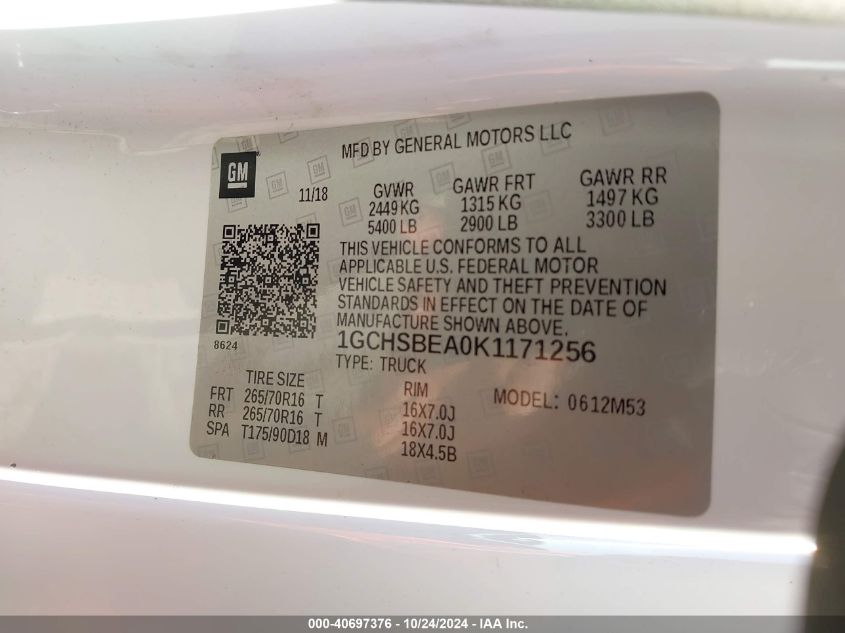 MFD BY GENERAL MOTORS LLC
GM
11/18
GVWR GAWR FRT GAWR RR
2449 KG 1315 KG 1497 KG
5400 LB 2900 LB 3300 LB
THIS VEHICLE CONFORMS TO ALL
APPLICABLE U.S. FEDERAL MOTOR
VEHICLE SAFETY AND THEFT PREVENTION
STANDARDS IN EFFECT ON THE DATE OF
MANUFACTURE SHOWN ABOVE.
8624
1GCHSBEA0K1171256
TYPE: TRUCK
TIRE SIZE RIM MODEL: 0612M53
FRT 265/70R16 T 16X7.0J
RR 265/70R16 T 16X7.0J
SPA T175/90D18 M 18X4.5B
000-40697376 - 10/24/2024 - IAA Inc.